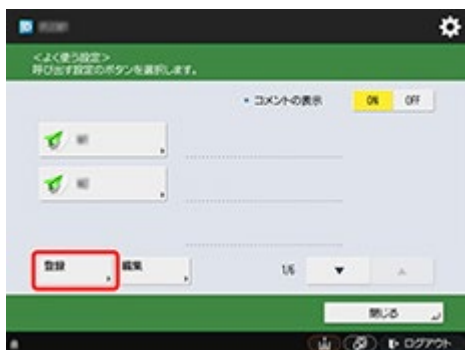 <よく使う設定>
呼び出す設定のボタンを選択します。
・コメントの表示
ON
OFF
登録
編集
1/6
閉じる
ログアウト